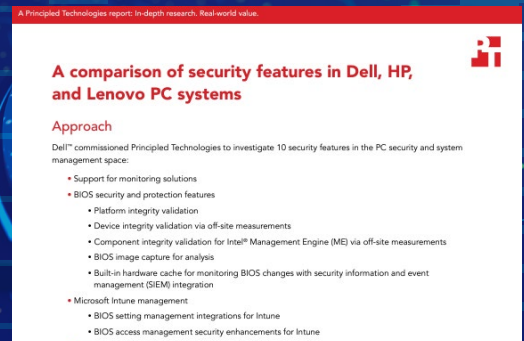 A Principled Technologies report: In-depth research. Real-world value.
PT
A comparison of security features in Dell, HP,
and Lenovo PC systems
Approach
Dell™ commissioned Principled Technologies to investigate 10 security features in the PC security and system
management space:
• Support for monitoring solutions
• BIOS security and protection features
• Platform integrity validation
• Device integrity validation via off-site measurements
• Component integrity validation for Intel® Management Engine (ME) via off-site measurements
• BIOS image capture for analysis
• Built-in hardware cache for monitoring BIOS changes with security information and event
management (SIEM) integration
• Microsoft Intune management
• BIOS setting management integrations for Intune
• BIOS access management security enhancements for Intune